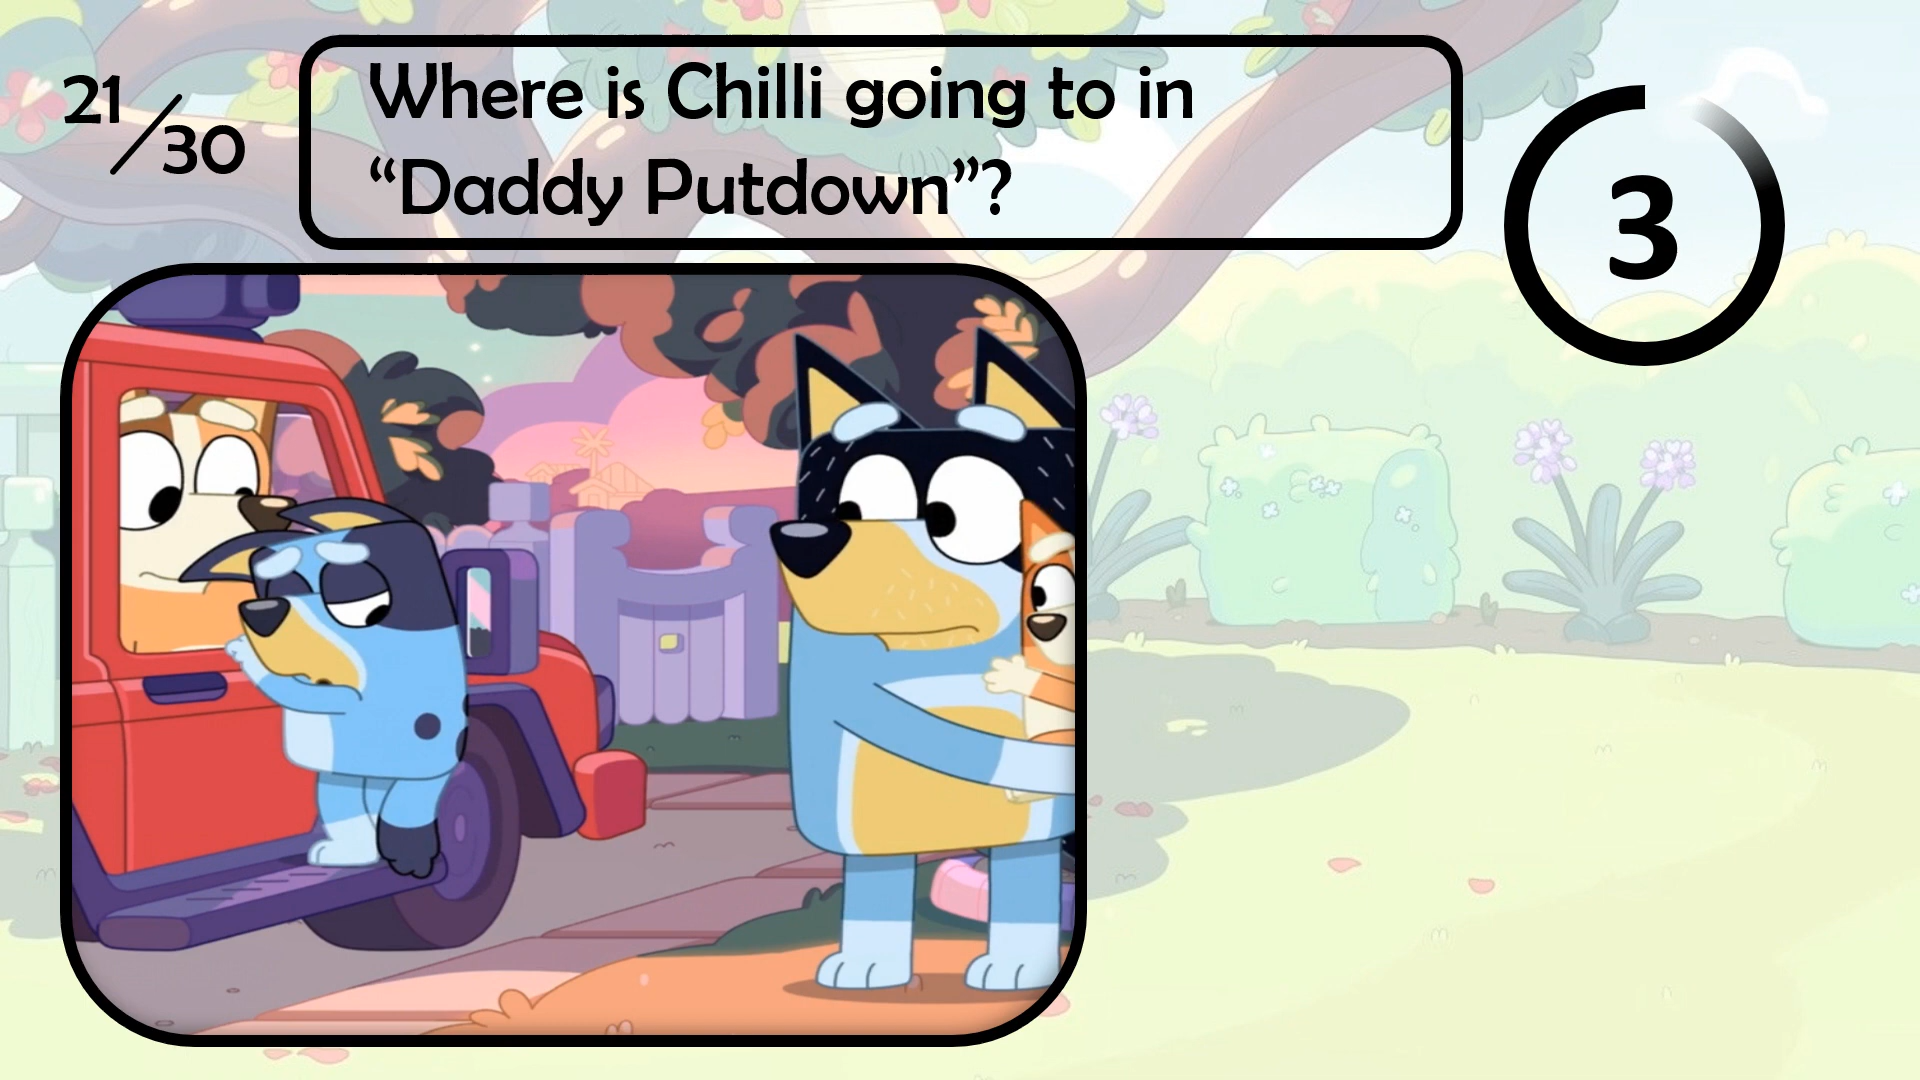 21/30
Where is Chilli going to in
“Daddy Putdown”?
3